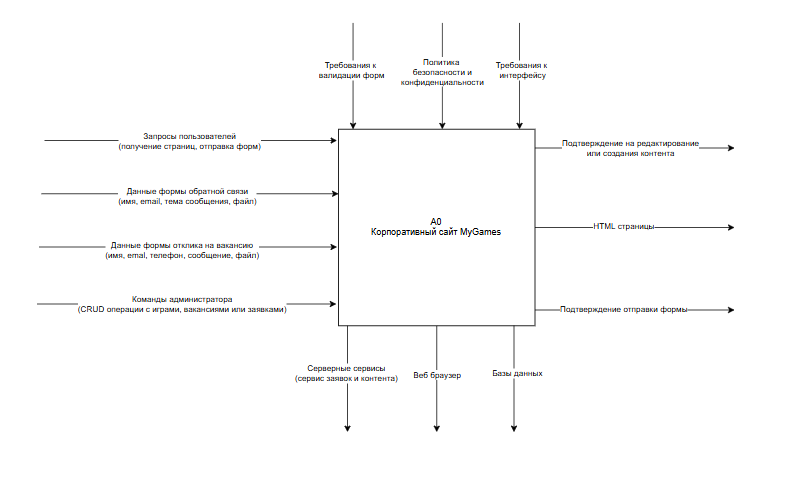 Требования к
валидации форм
Политика
безопасности и
конфиденциальности
Требования к
интерфейсу
Запросы пользователей
(получение страниц, отправка форм)
Данные формы обратной связи
(имя, email, тема сообщения, файл)
Данные формы отклика на вакансию
(имя, emal, телефон, сообщение, файл)
Команды администратора
(CRUD операции с играми, вакансиями или заявками)
A0
Корпоративный сайт MyGames
Подтверждение на редактирование
или создания контента
HTML страницы
Подтверждение отправки формы
Серверные сервисы
(сервис заявок и контента)
Веб браузер
Базы данных